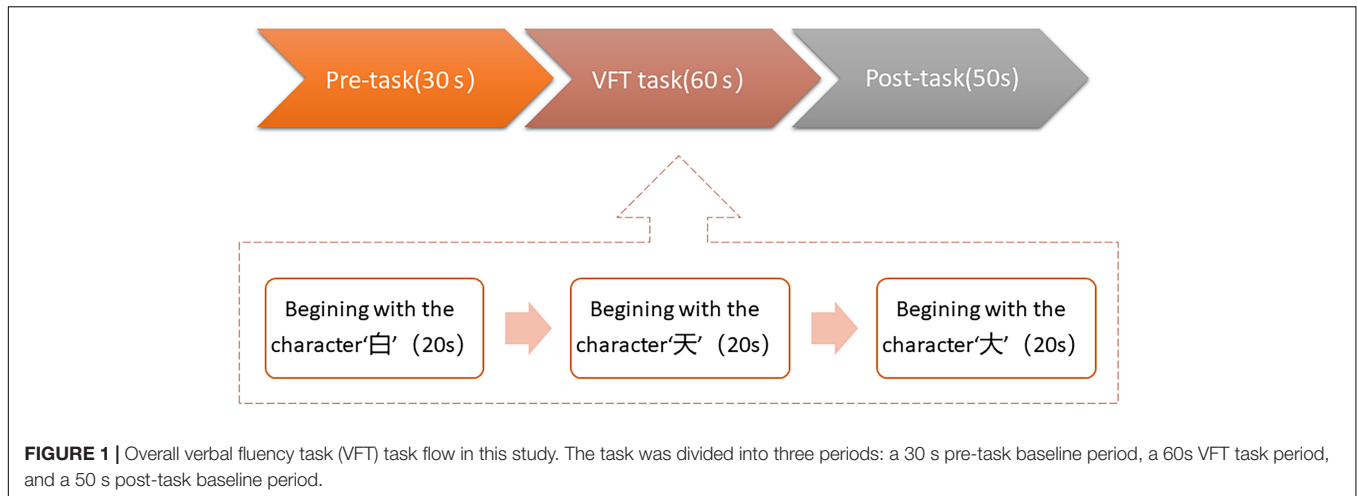 Pre-task(30 s)
VFT task(60 s)
Post-task(50s)
Begining with the
character‘白’（20s）
Begining with the
character‘天’（20s）
Begining with the
character‘大’（20s）
FIGURE 1 | Overall verbal fluency task (VFT) task flow in this study. The task was divided into three periods: a 30 s pre-task baseline period, a 60s VFT task period,
and a 50 s post-task baseline period.